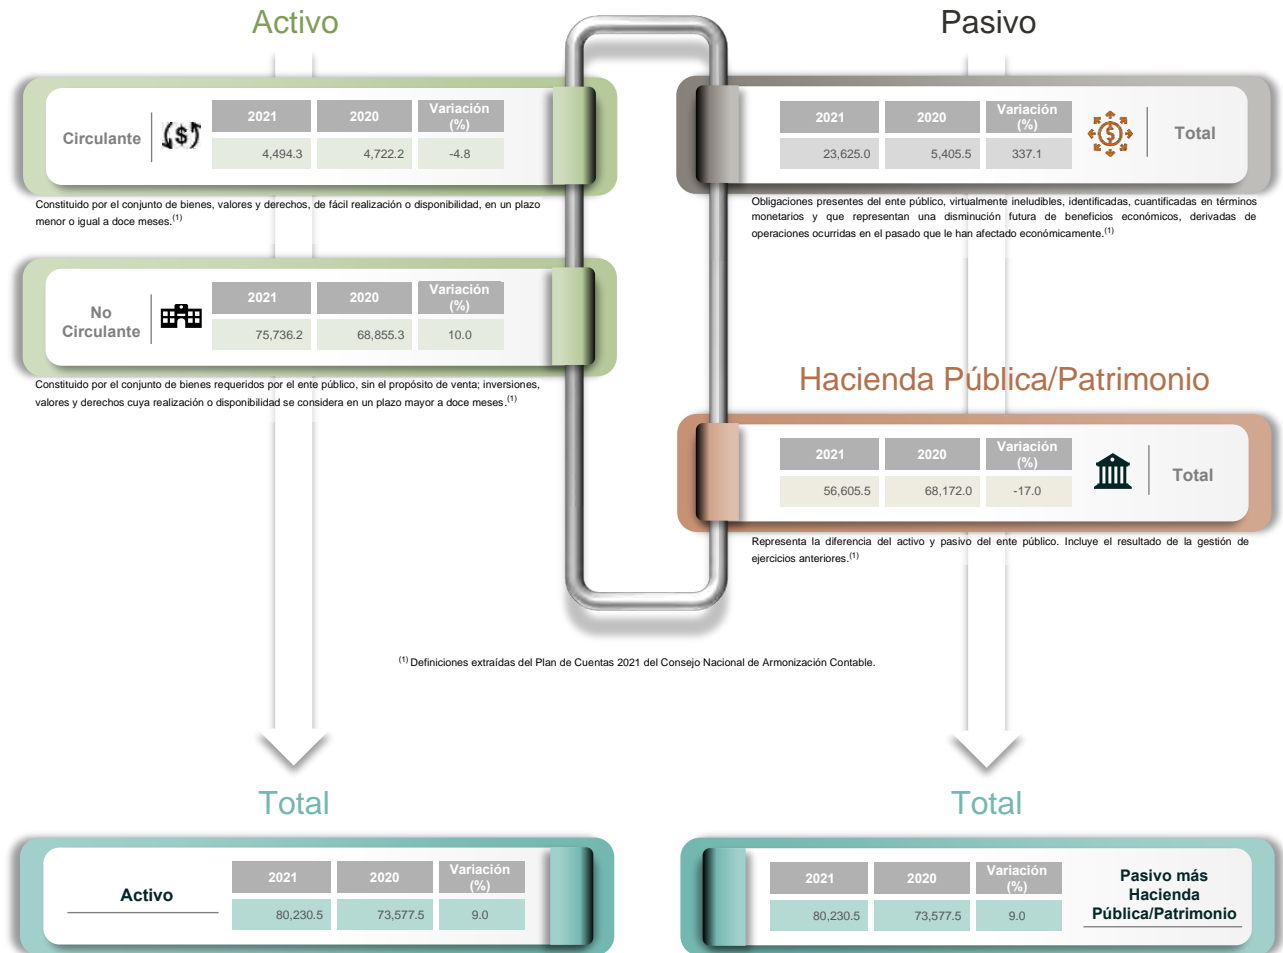 Activo
Circulante
2021 2020 Variación (%)
4,494.3 4,722.2 -4.8
Constituido por el conjunto de bienes, valores y derechos, de fácil realización o disponibilidad, en un plazo
menor o igual a doce meses.(1)
No
Circulante
2021 2020 Variación (%)
75,736.2 68,855.3 10.0
Constituido por el conjunto de bienes requeridos por el ente público, sin el propósito de venta; inversiones,
valores y derechos cuya realización o disponibilidad se considera en un plazo mayor a doce meses.(1)
Pasivo
2021 2020 Variación (%)
23,625.0 5,405.5 337.1
Total
Obligaciones presentes del ente público, virtualmente ineludibles, identificadas, cuantificadas en términos
monetarios y que representan una disminución futura de beneficios económicos, derivadas de
operaciones ocurridas en el pasado que le han afectado económicamente.(1)
Hacienda Pública/Patrimonio
2021 2020 Variación (%)
56,605.5 68,172.0 -17.0
Total
Representa la diferencia del activo y pasivo del ente público. Incluye el resultado de la gestión de
ejercicios anteriores.(1)
(1) Definiciones extraídas del Plan de Cuentas 2021 del Consejo Nacional de Armonización Contable.
Total
Activo
2021 2020 Variación (%)
80,230.5 73,577.5 9.0
Total
2021 2020 Variación (%)
80,230.5 73,577.5 9.0
Pasivo más
Hacienda
Pública/Patrimonio